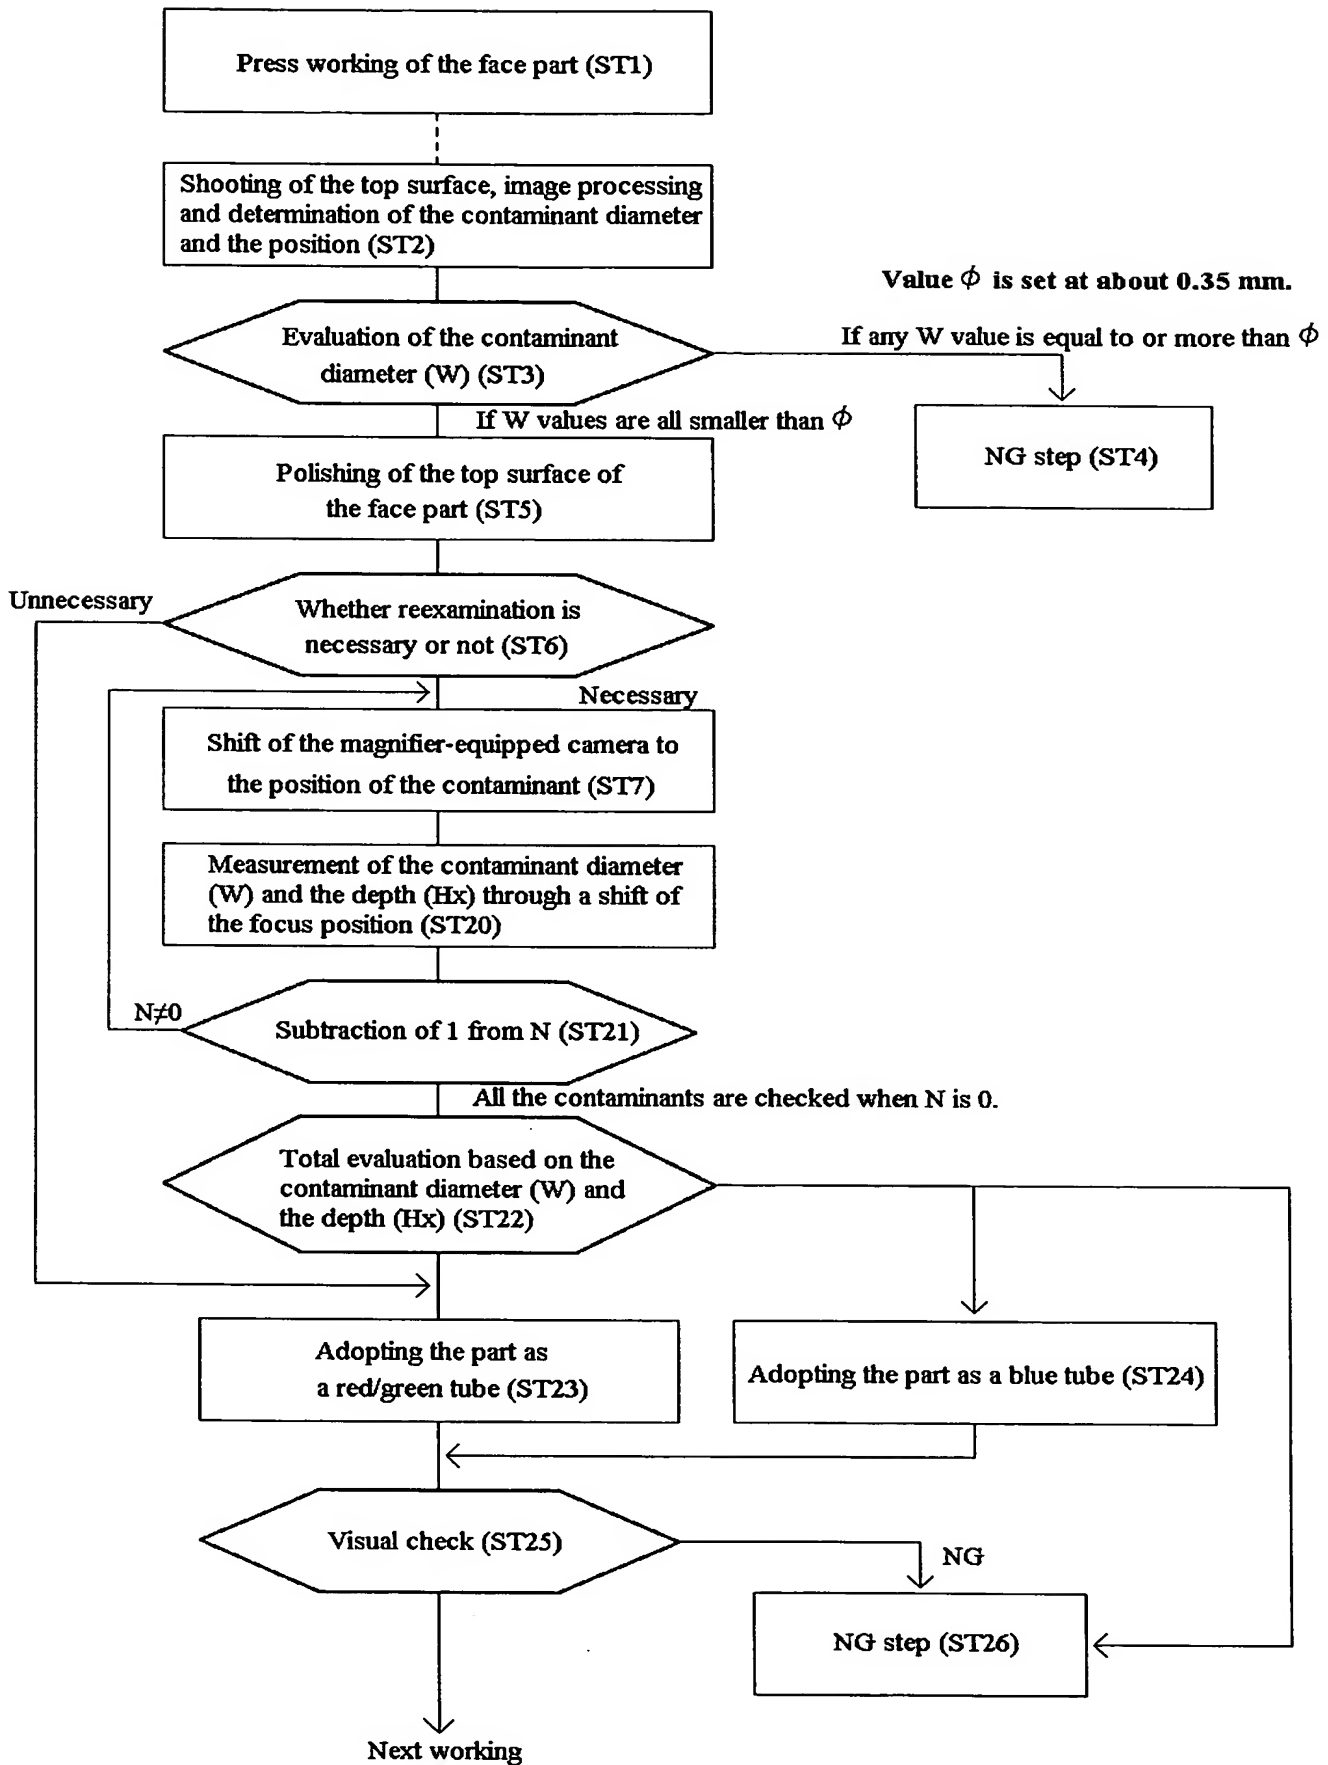 Press working of the face part (ST1)
Shooting of the top surface, image processing
and determination of the contaminant diameter
and the position (ST2)
Value ϕ is set at about 0.35 mm.
If any W value is equal to or more than ϕ
Evaluation of the contaminant
diameter (W) (ST3)
If W values are all smaller than ϕ
NG step (ST4)
Polishing of the top surface of
the face part (ST5)
Unnecessary
Whether reexamination is
necessary or not (ST6)
Necessary
Shift of the magnifier-equipped camera to
the position of the contaminant (ST7)
Measurement of the contaminant diameter
(W) and the depth (Hx) through a shift of
the focus position (ST20)
N≠0
Subtraction of 1 from N (ST21)
All the contaminants are checked when N is 0.
Total evaluation based on the
contaminant diameter (W) and
the depth (Hx) (ST22)
Adopting the part as
a red/green tube (ST23)
Adopting the part as a blue tube (ST24)
Visual check (ST25)
NG
NG step (ST26)
Next working